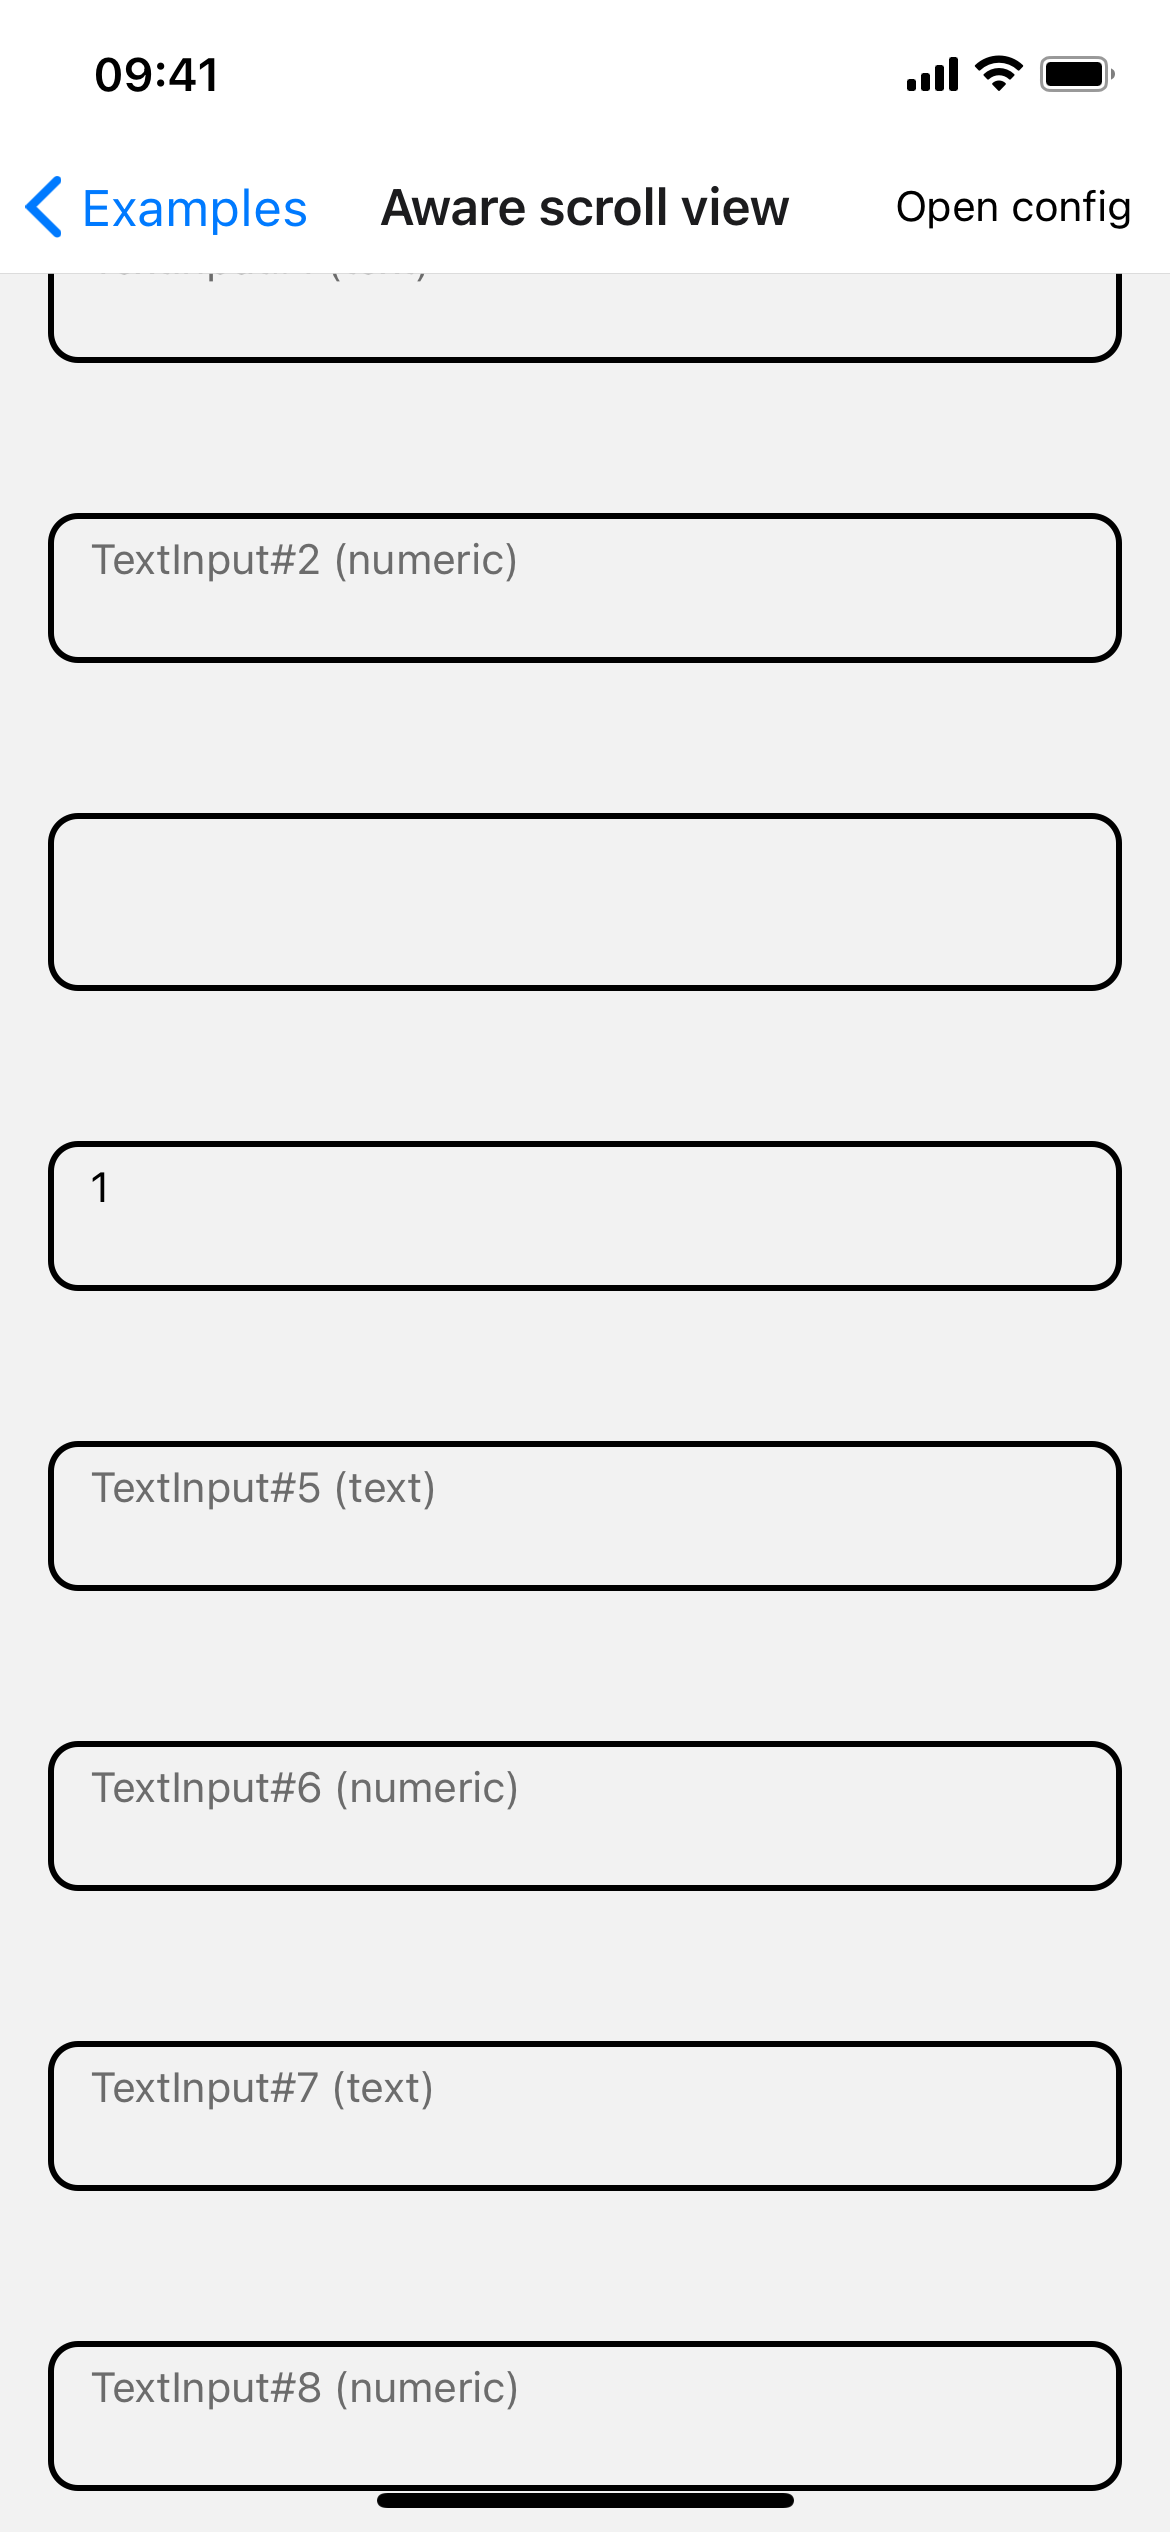 09:41
Examples
Aware scroll view
Open config
TextInput#2 (numeric)
1
TextInput#5 (text)
TextInput#6 (numeric)
TextInput#7 (text)
TextInput#8 (numeric)